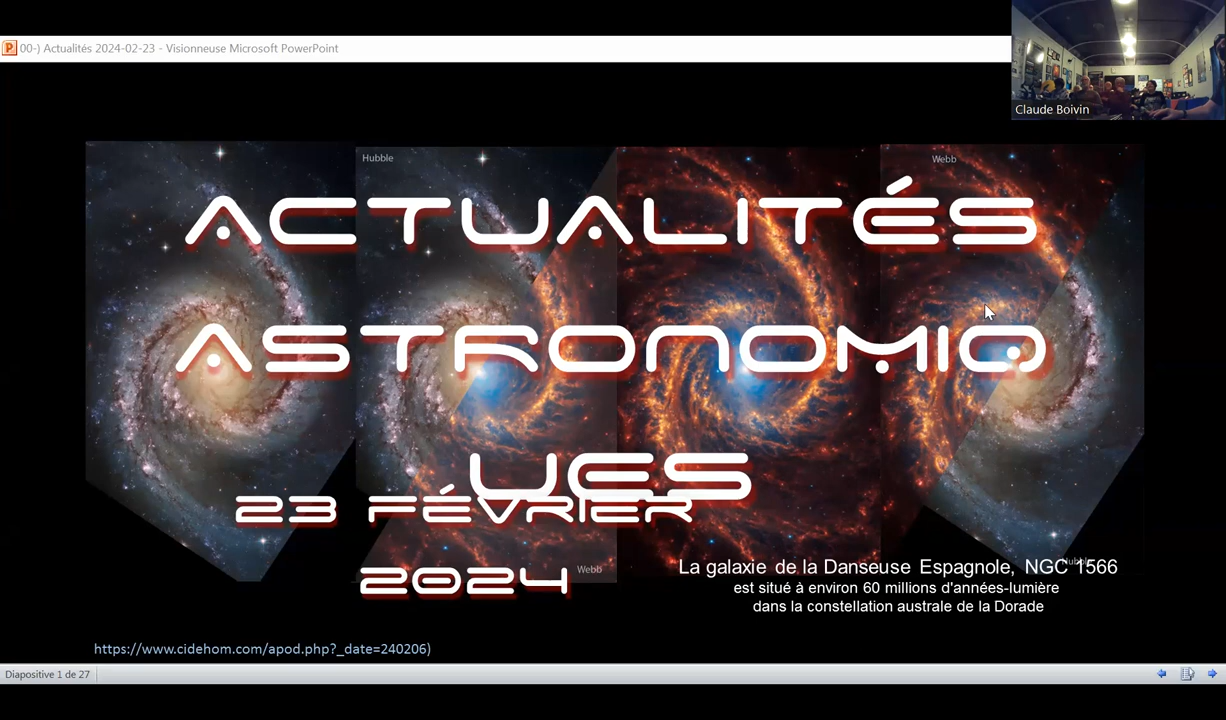 00-) Actualités 2024-02-23 - Visionneuse Microsoft PowerPoint
Claude Boivin
Hubble
Webb
ACTUALITÉS
ASTRONOMIQ
UES
23 FÉVRIER
2024
Webb
Hubble
La galaxie de la Danseuse Espagnole, NGC 1566
est situé à environ 60 millions d'années-lumière
dans la constellation australe de la Dorade
https://www.cidehom.com/apod.php?_date=240206)
Diapositive 1 de 27